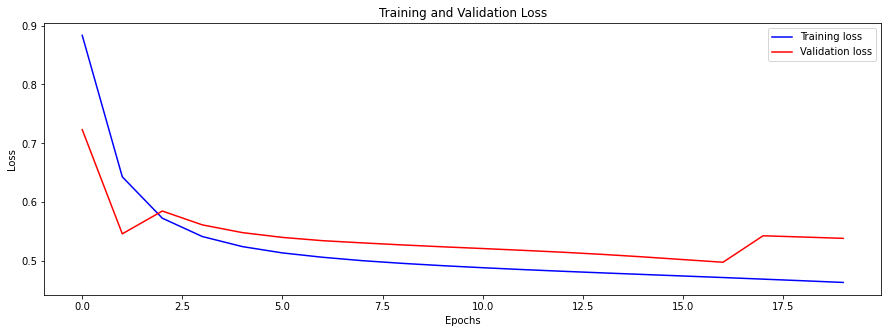 Training and Validation Loss
Training loss
Validation loss
Loss
0.9
0.8
0.7
0.6
0.5
0.0
2.5
5.0
7.5
10.0
12.5
15.0
17.5
Epochs